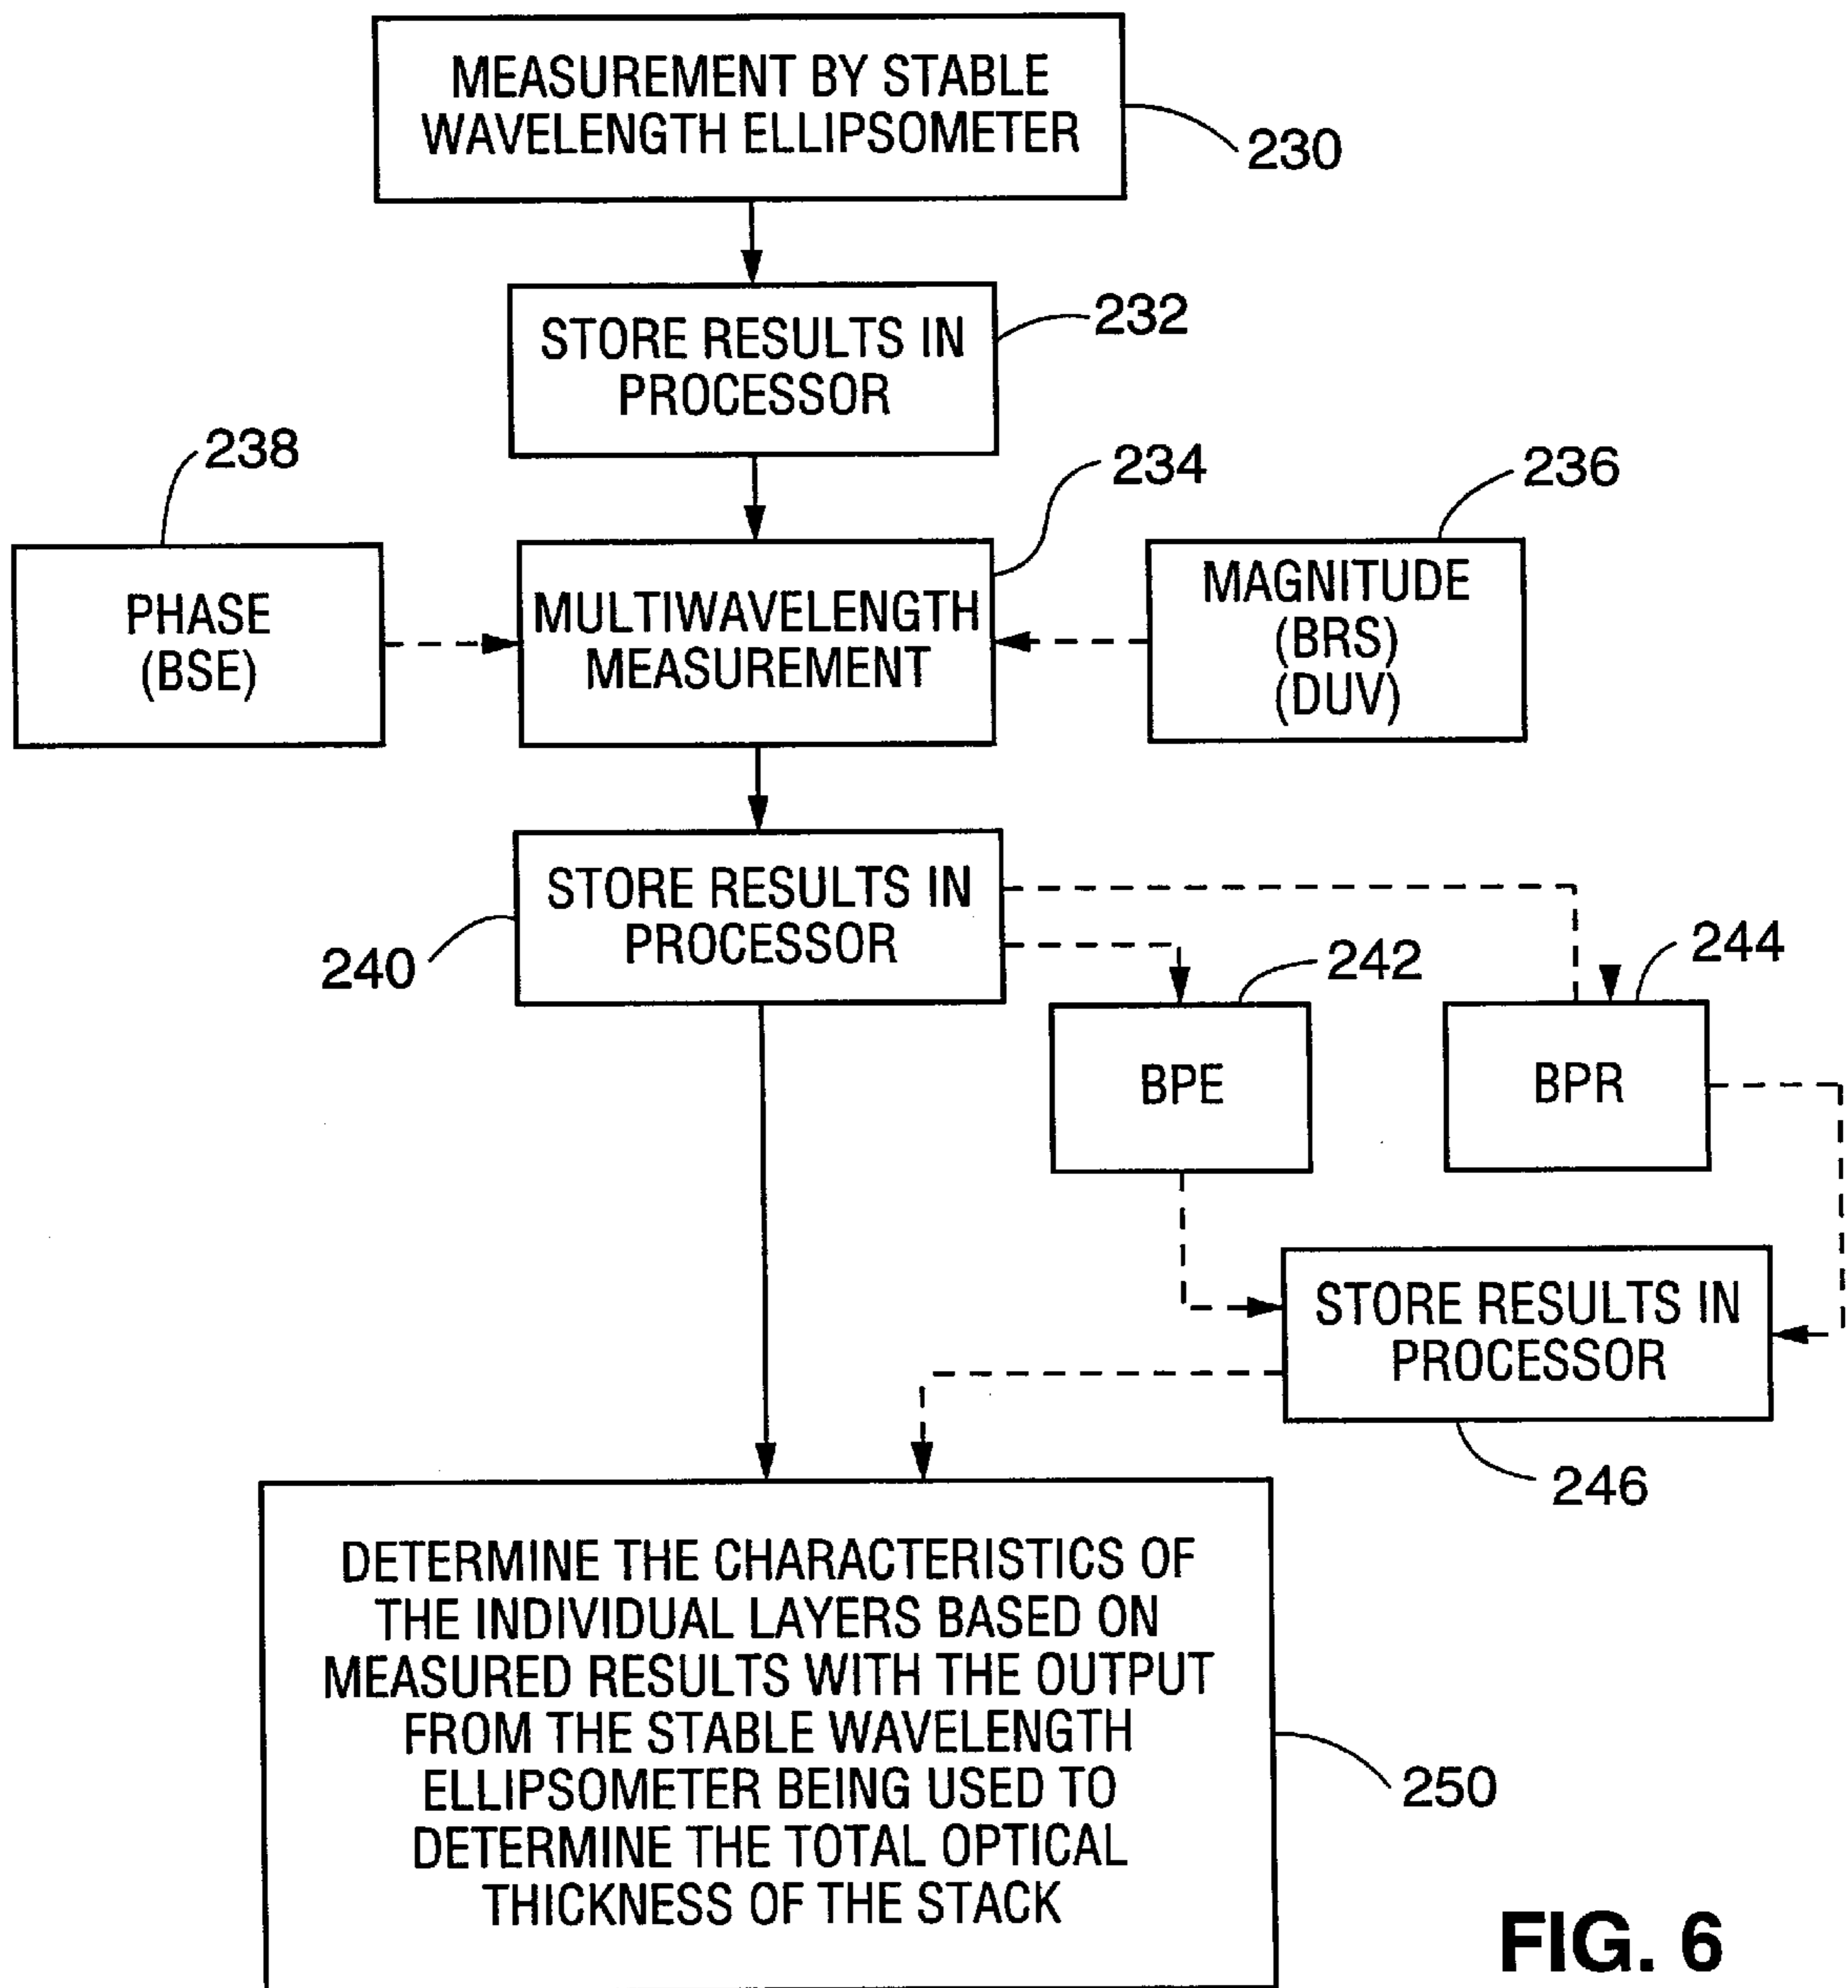 MEASUREMENT BY STABLE
WAVELENGTH ELLIPSOMETER
230
STORE RESULTS IN
PROCESSOR
232
238
234
236
PHASE
(BSE)
MULTIWAVELENGTH
MEASUREMENT
MAGNITUDE
(BRS)
(DUV)
STORE RESULTS IN
PROCESSOR
240
242
244
BPE
BPR
STORE RESULTS IN
PROCESSOR
246
DETERMINE THE CHARACTERISTICS OF
THE INDIVIDUAL LAYERS BASED ON
MEASURED RESULTS WITH THE OUTPUT
FROM THE STABLE WAVELENGTH
ELLIPSOMETER BEING USED TO
DETERMINE THE TOTAL OPTICAL
THICKNESS OF THE STACK
250
FIG. 6